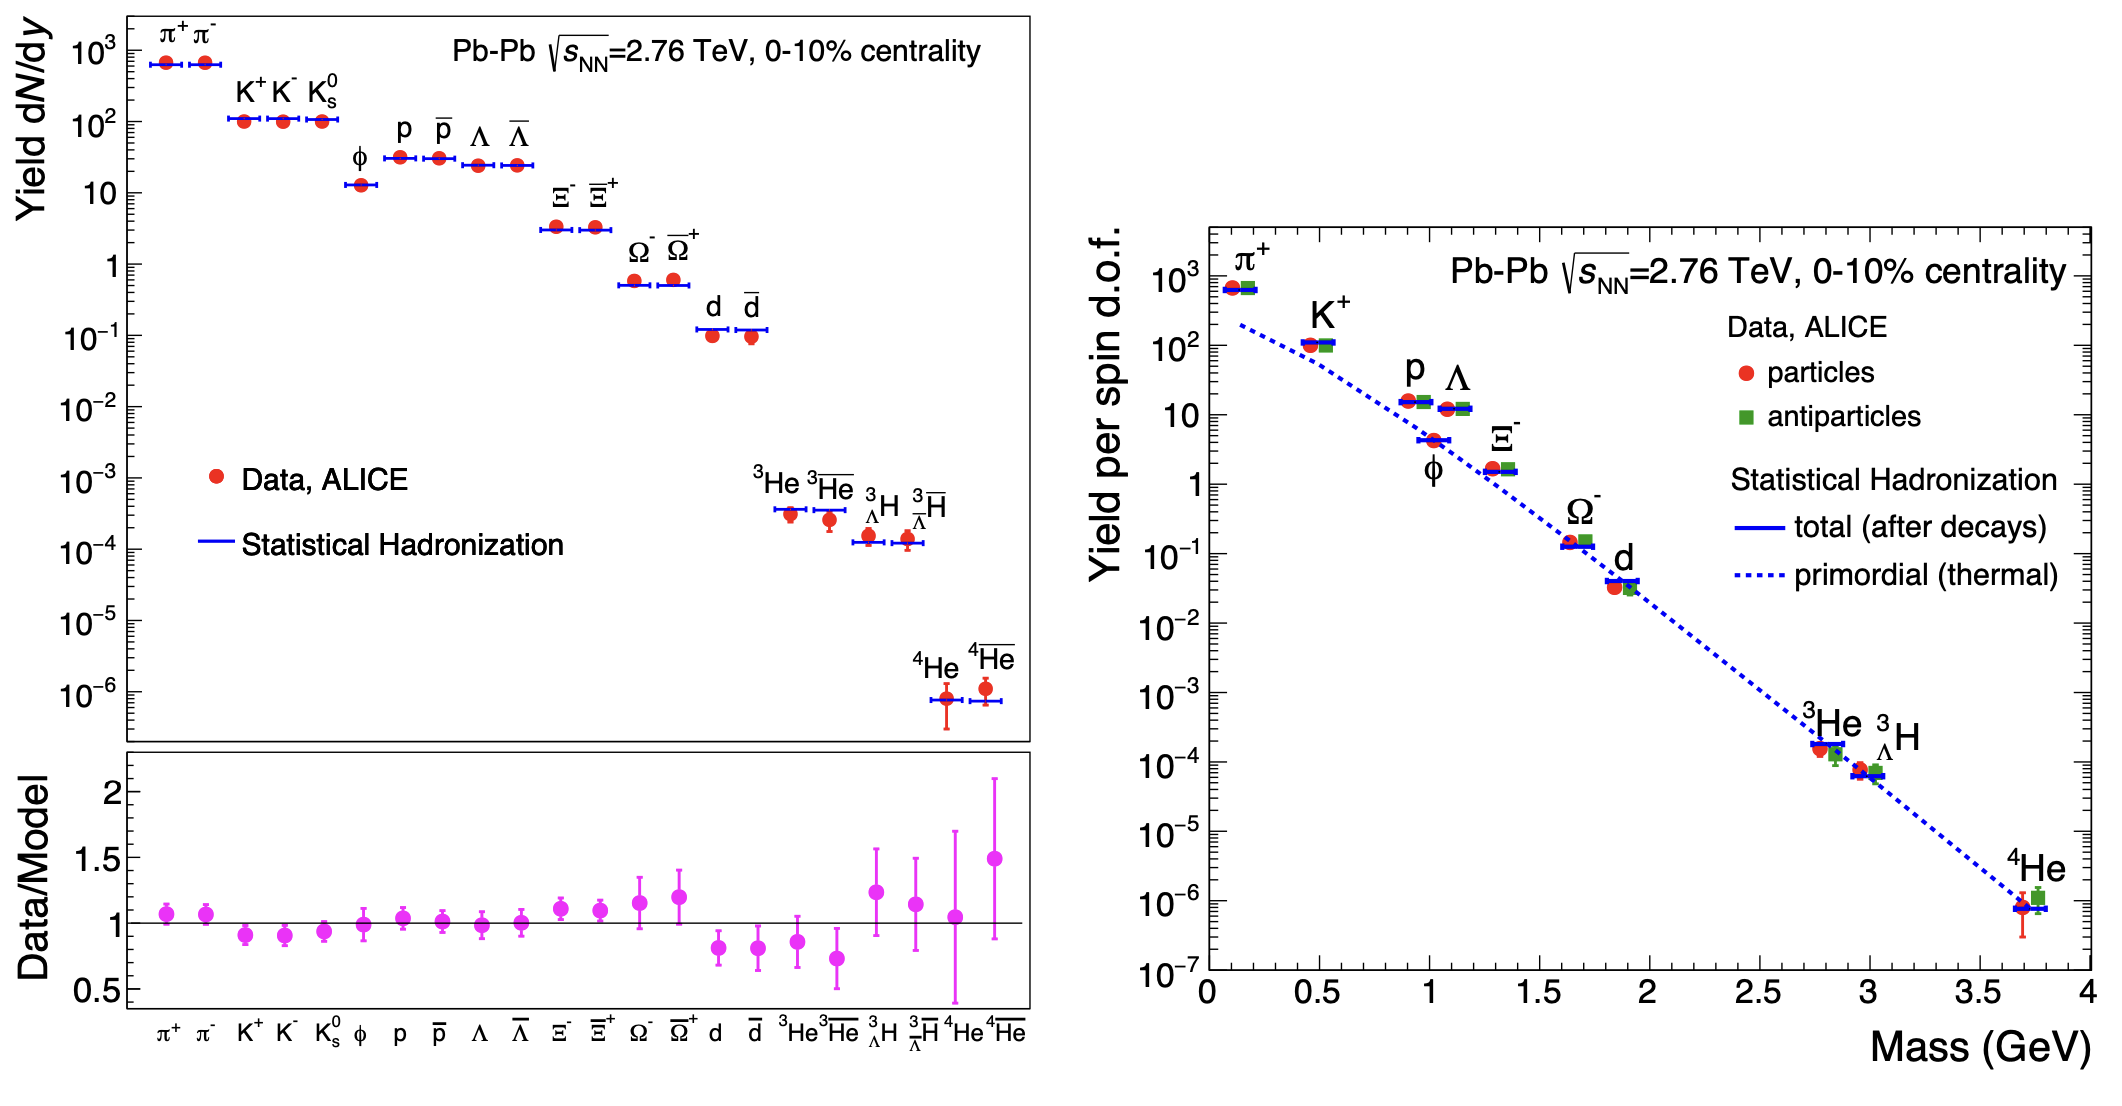 Yield dN/dy
10³
10²
10
1
10⁻¹
10⁻²
10⁻³
10⁻⁴
10⁻⁵
10⁻⁶
Pb-Pb √sNN=2.76 TeV, 0-10% centrality
π⁺ π⁻
K⁺ K⁻ K⁰s
ϕ
p p̅ Λ Λ̅
Ξ⁻ Ξ̅⁺
Ω⁻ Ω̅⁺
d d̅
³He ³H̅e̅ ³ΛH ³Λ̅H̅
⁴He ⁴H̅e̅
Data, ALICE
Statistical Hadronization
Data/Model
2
1.5
1
0.5
π⁺ π⁻ K⁺ K⁻ K⁰s ϕ p p̅ Λ Λ̅ Ξ⁻ Ξ̅⁺ Ω⁻ Ω̅⁺ d d̅ ³He ³H̅e̅ ³ΛH ³Λ̅H̅ ⁴He ⁴H̅e̅
Yield per spin d.o.f.
10³
10²
10
1
10⁻¹
10⁻²
10⁻³
10⁻⁴
10⁻⁵
10⁻⁶
10⁻⁷
Pb-Pb √sNN=2.76 TeV, 0-10% centrality
Data, ALICE
particles
antiparticles
Statistical Hadronization
total (after decays)
primordial (thermal)
π⁺
K⁺
p Λ
ϕ
Ξ⁻
Ω⁻
d
³He ³ΛH
⁴He
0 0.5 1 1.5 2 2.5 3 3.5 4
Mass (GeV)